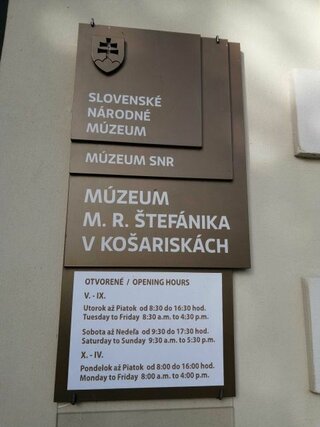 SLOVENSKÉ
NÁRODNÉ
MÚZEUM
MÚZEUM SNR
MÚZEUM
M. R. ŠTEFÁNIKA
V KOŠARISKÁCH
OTVORENÉ / OPENING HOURS
V. - IX.
Utorok až Piatok od 8:30 do 16:30 hod.
Tuesday to Friday 8:30 a.m. to 4:30 p.m.
Sobota až Nedeľa od 9:30 do 17:30 hod.
Saturday to Sunday 9:30 a.m. to 5:30 p.m.
X. - IV.
Pondelok až Piatok od 8:00 do 16:00 hod.
Monday to Friday 8:00 a.m. to 4:00 p.m.